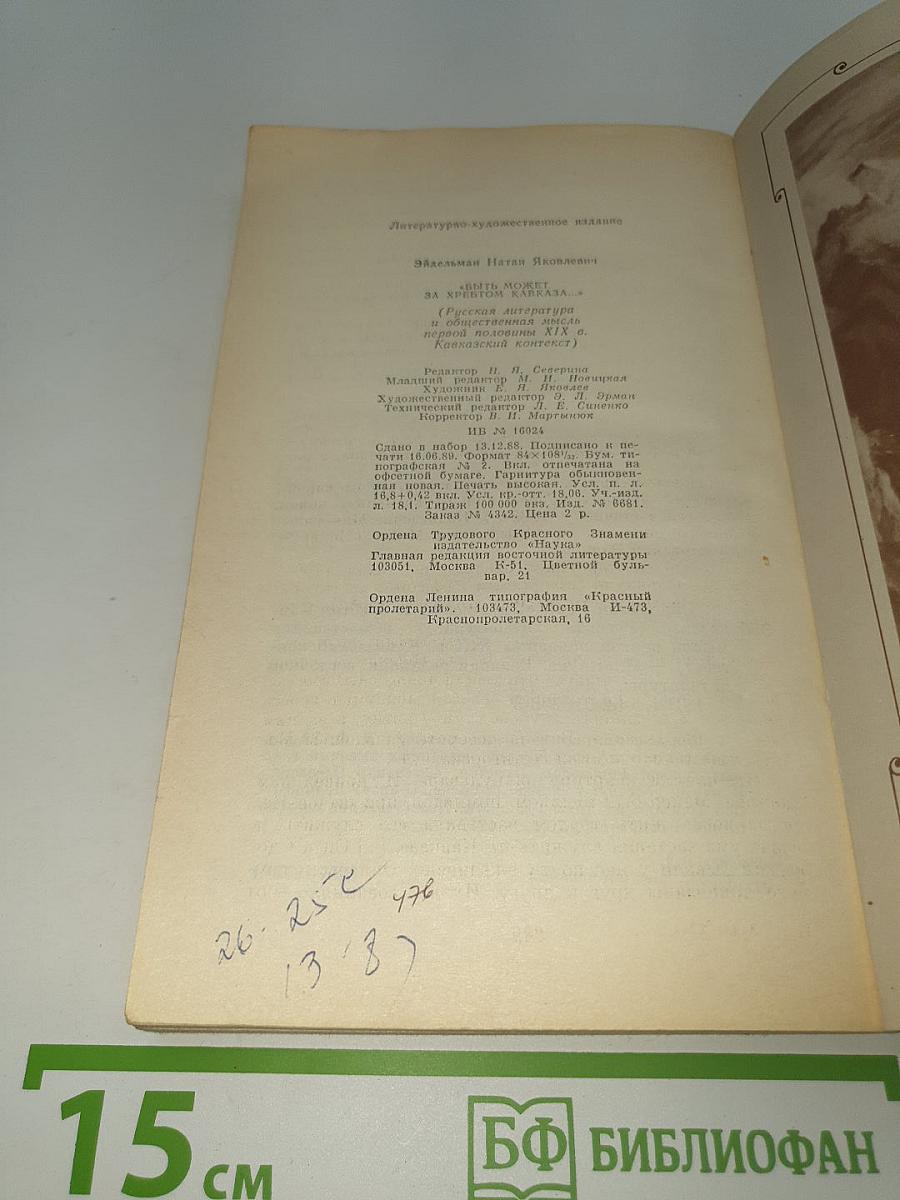 Литературно-художественное издание
Эйдельман Натан Яковлевич
«БЫТЬ МОЖЕТ
ЗА ХРЕБТОМ КАВКАЗА...»
(Русская литература
и общественная мысль
первой половины XIX в.
Кавказский контекст)
Редактор Н. Я. Северина
Младший редактор М. И. Новицкая
Художник Е. Я. Яковлев
Художественный редактор Э. Л. Эрман
Технический редактор Л. Е. Синенко
Корректор В. И. Мартынюк
ИБ № 16024
Сдано в набор 13.12.88. Подписано к пе-
чати 16.06.89. Формат 84×108¹/₃₂. Бум. ти-
пографская № 2. Вкл. отпечатана на
офсетной бумаге. Гарнитура обыкновен-
ная новая. Печать высокая. Усл. п. л.
16,8+0,42 вкл. Усл. кр.-отт. 18,06. Уч.-изд.
л. 18,1. Тираж 100 000 экз. Изд. № 6681.
Заказ № 4342. Цена 2 р.
Ордена Трудового Красного Знамени
издательство «Наука»
Главная редакция восточной литературы
103051, Москва К-51, Цветной буль-
вар, 21
Ордена Ленина типография «Красный
пролетарий». 103473, Москва И-473,
Краснопролетарская, 16
15 см
БФ БИБЛИОФАН